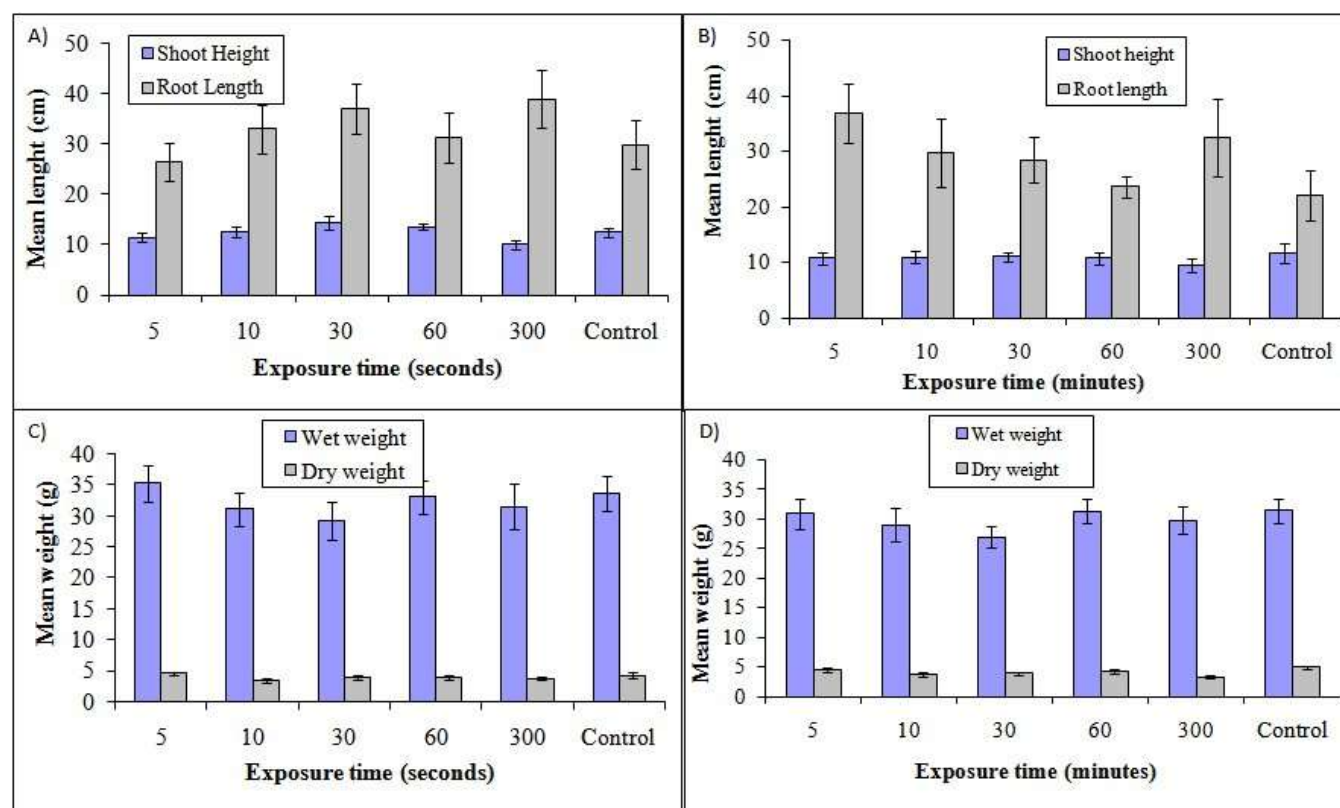 A)
Shoot Height
Root Length
Mean lenght (cm)
50
40
30
20
10
0
5 10 30 60 300 Control
Exposure time (seconds)
B)
Shoot height
Root length
Mean length (cm)
50
40
30
20
10
0
5 10 30 60 300 Control
Exposure time (minutes)
C)
Wet weight
Dry weight
Mean weight (g)
40
35
30
25
20
15
10
5
0
5 10 30 60 300 Control
Exposure time (seconds)
D)
Wet weight
Dry weight
Mean weight (g)
40
35
30
25
20
15
10
5
0
5 10 30 60 300 Control
Exposure time (minutes)